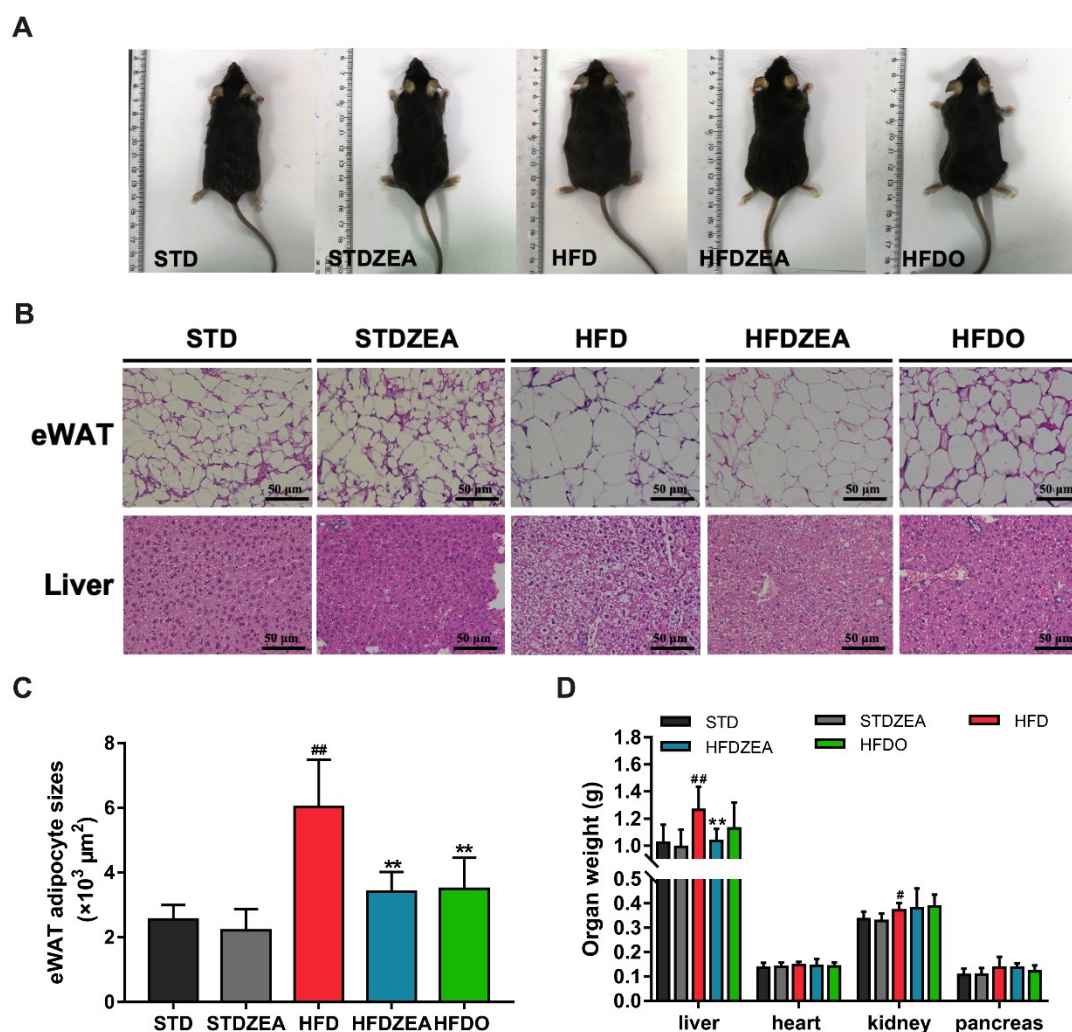 A
STD
STDZEA
HFD
HFDZEA
HFDO
B
STD STDZEA HFD HFDZEA HFDO
eWAT
50 µm 50 µm 50 µm 50 µm 50 µm
Liver
50 µm 50 µm 50 µm 50 µm 50 µm
C
eWAT adipocyte sizes
(×10³ µm²)
8
6
4
2
0
##
**
**
STD STDZEA HFD HFDZEA HFDO
D
STD STDZEA HFD
HFDZEA HFDO
Organ weight (g)
1.8
1.6
1.4
1.2
1.0
0.5
0.4
0.3
0.2
0.1
0.0
##
**
#
liver heart kidney pancreas